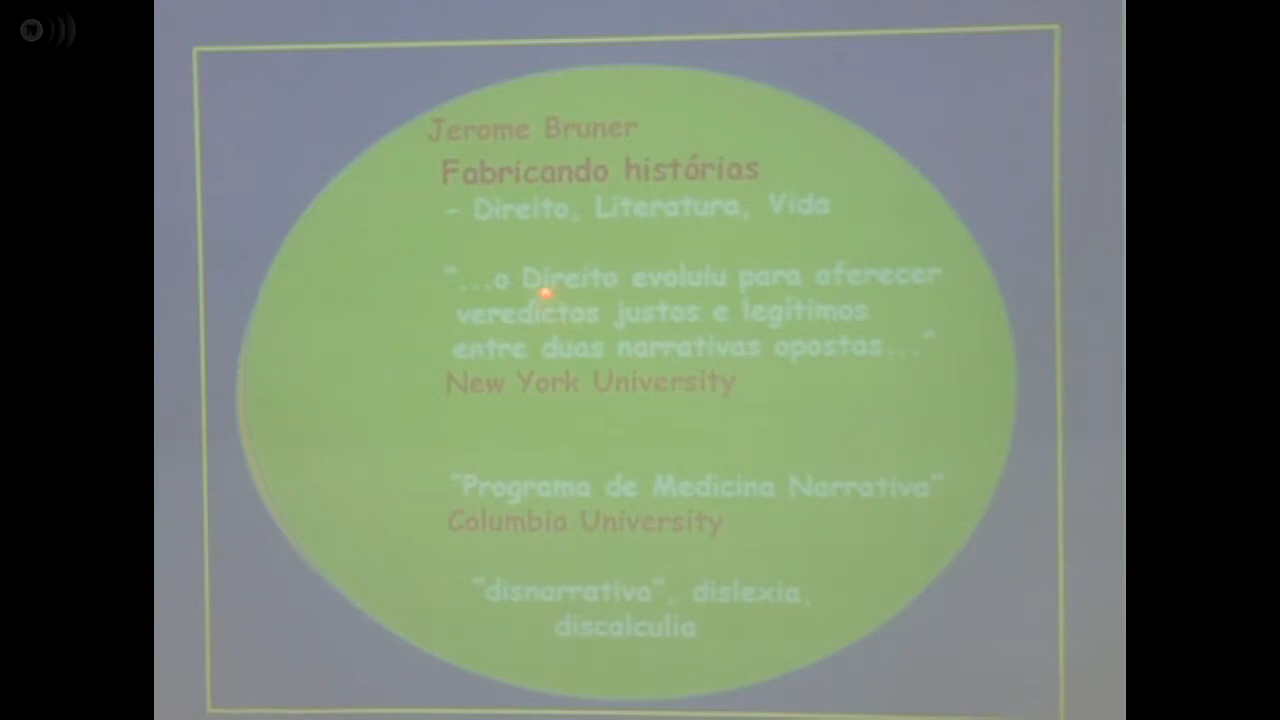 Jerome Bruner
Fabricando histórias
- Direito, Literatura, Vida
"...o Direito evoluiu para oferecer
veredictos justos e legítimos
entre duas narrativas opostas..."
New York University
"Programa de Medicina Narrativa"
Columbia University
"disnarrativa", dislexia,
discalculia